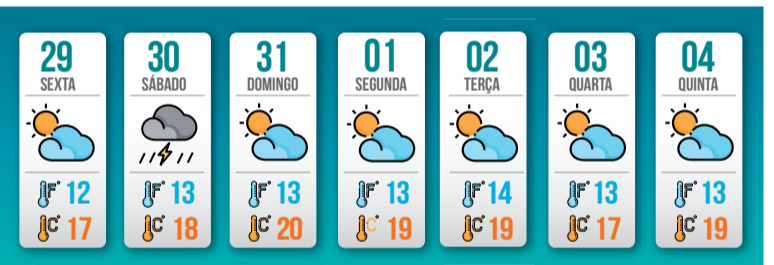 29
SEXTA
F° 12
C° 17
30
SÁBADO
F° 13
C° 18
31
DOMINGO
F° 13
C° 20
01
SEGUNDA
F° 13
C° 19
02
TERÇA
F° 14
C° 19
03
QUARTA
F° 13
C° 17
04
QUINTA
F° 13
C° 19